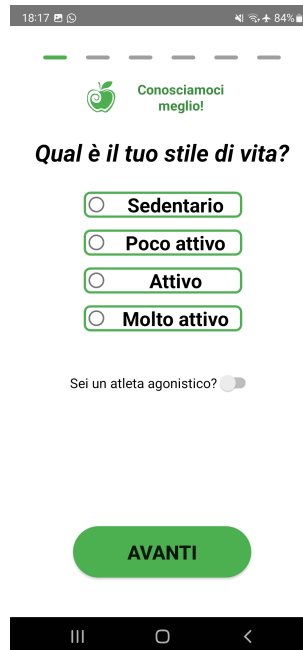 18:17 84%
Conosciamoci
meglio!
Qual è il tuo stile di vita?
Sedentario
Poco attivo
Attivo
Molto attivo
Sei un atleta agonistico?
AVANTI